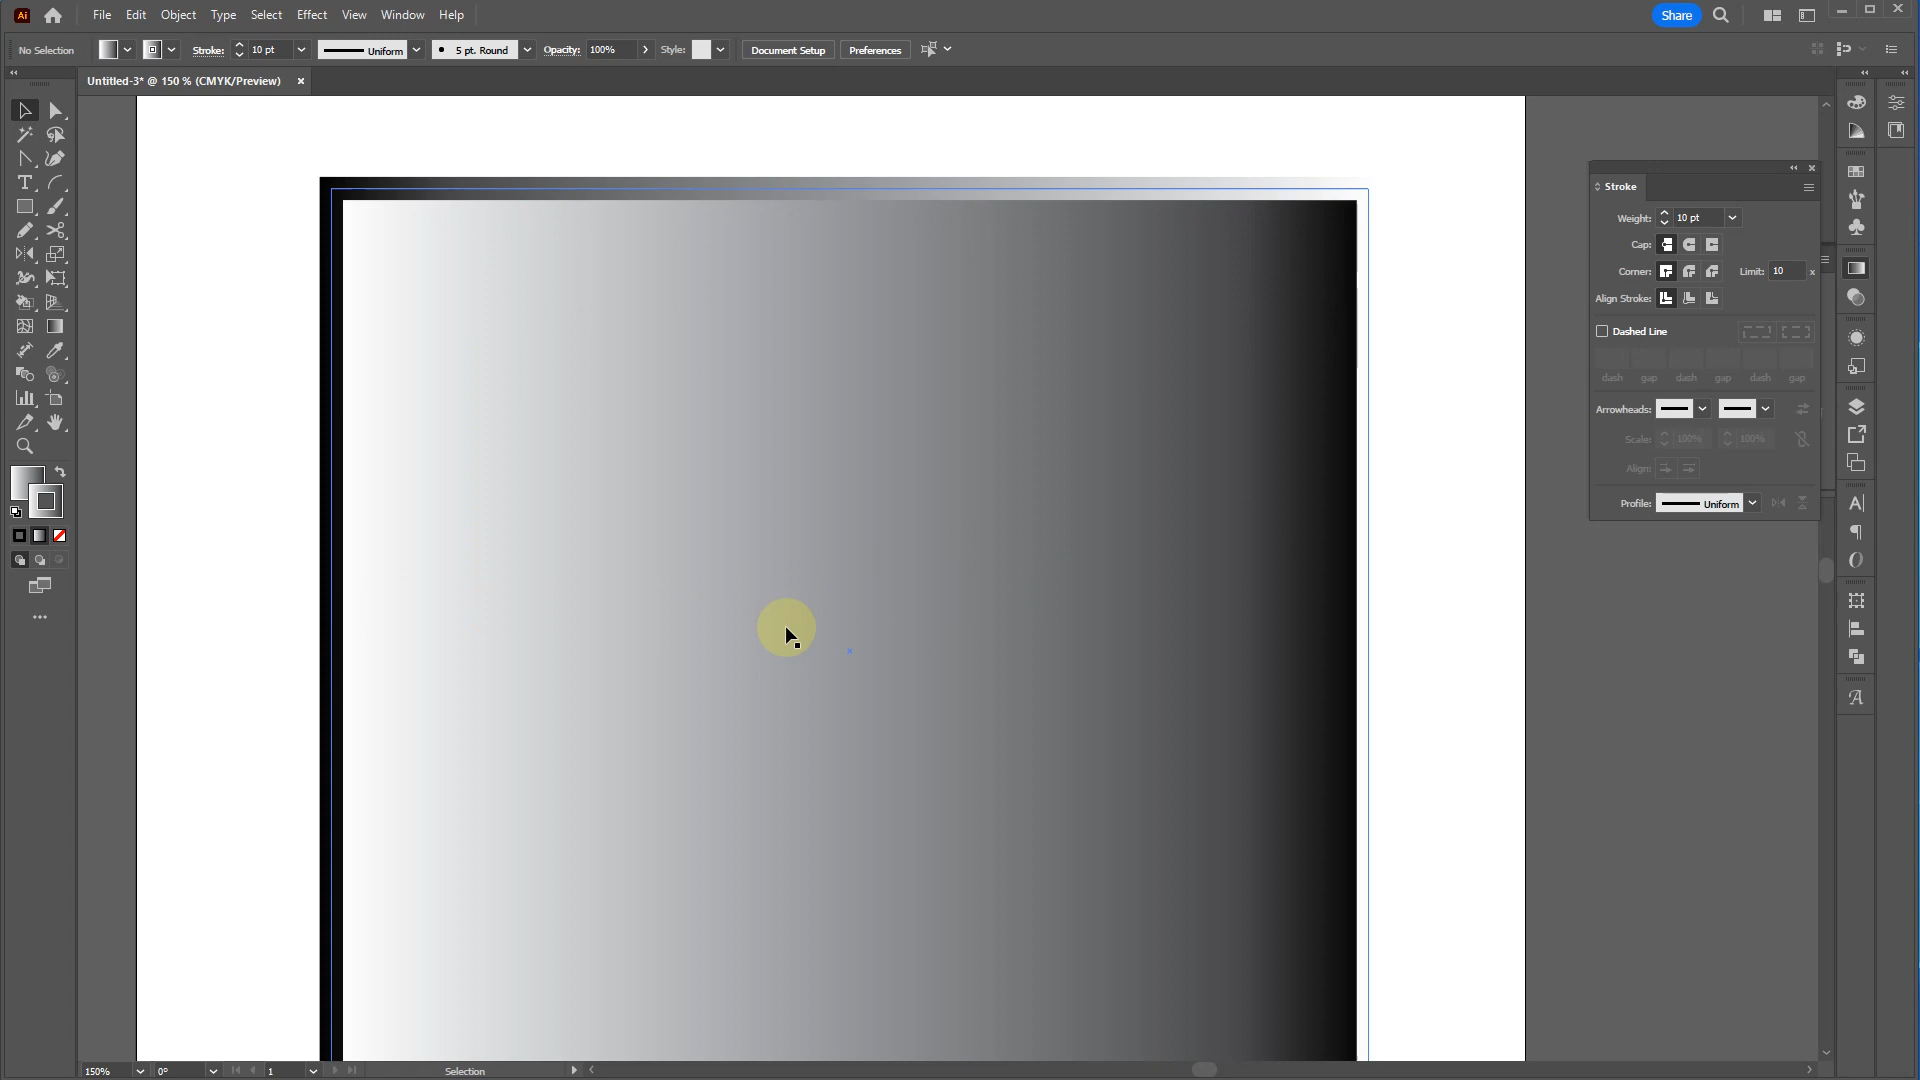 Ai File Edit Object Type Select Effect View Window Help Share
No Selection Stroke: 10 pt Uniform 5 pt. Round Opacity: 100% Style: Document Setup Preferences
Untitled-3* @ 150 % (CMYK/Preview)
Stroke
Weight: 10 pt
Cap:
Corner: Limit: 10 x
Align Stroke:
Dashed Line
dash gap dash gap dash gap
Arrowheads:
Scale: 100% 100%
Align:
Profile: Uniform
150% 0° 1 Selection